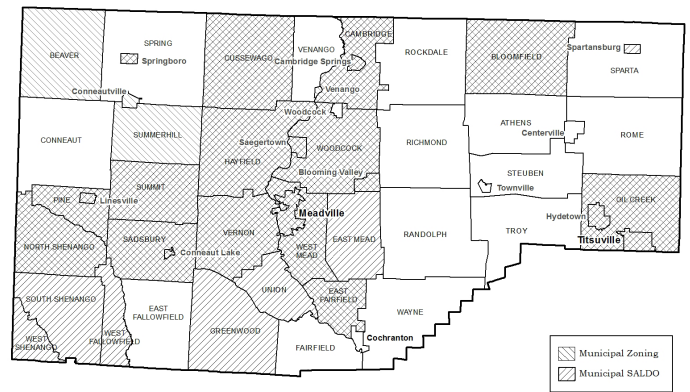 BEAVER
SPRING
Springboro
Conneautville
CUSSEWAGO
VENANGO
CAMBRIDGE
Cambridge Springs
Venango
ROCKDALE
BLOOMFIELD
Spartansburg
SPARTA
CONNEAUT
SUMMERHILL
HAYFIELD
Woodcock
Saegertown
WOODCOCK
Blooming Valley
RICHMOND
ATHENS
Centerville
ROME
STEUBEN
Townville
PINE
Linesville
SUMMIT
Meadville
OIL CREEK
Hydetown
Titsuville
NORTH SHENANGO
SADSBURY
Conneaut Lake
VERNON
WEST
MEAD
EAST MEAD
RANDOLPH
TROY
SOUTH SHENANGO
EAST
FALLOWFIELD
UNION
EAST
FAIRFIELD
WAYNE
WEST
SHENANGO
WEST
FALLOWFIELD
GREENWOOD
FAIRFIELD
Cochranton
Municipal Zoning
Municipal SALDO